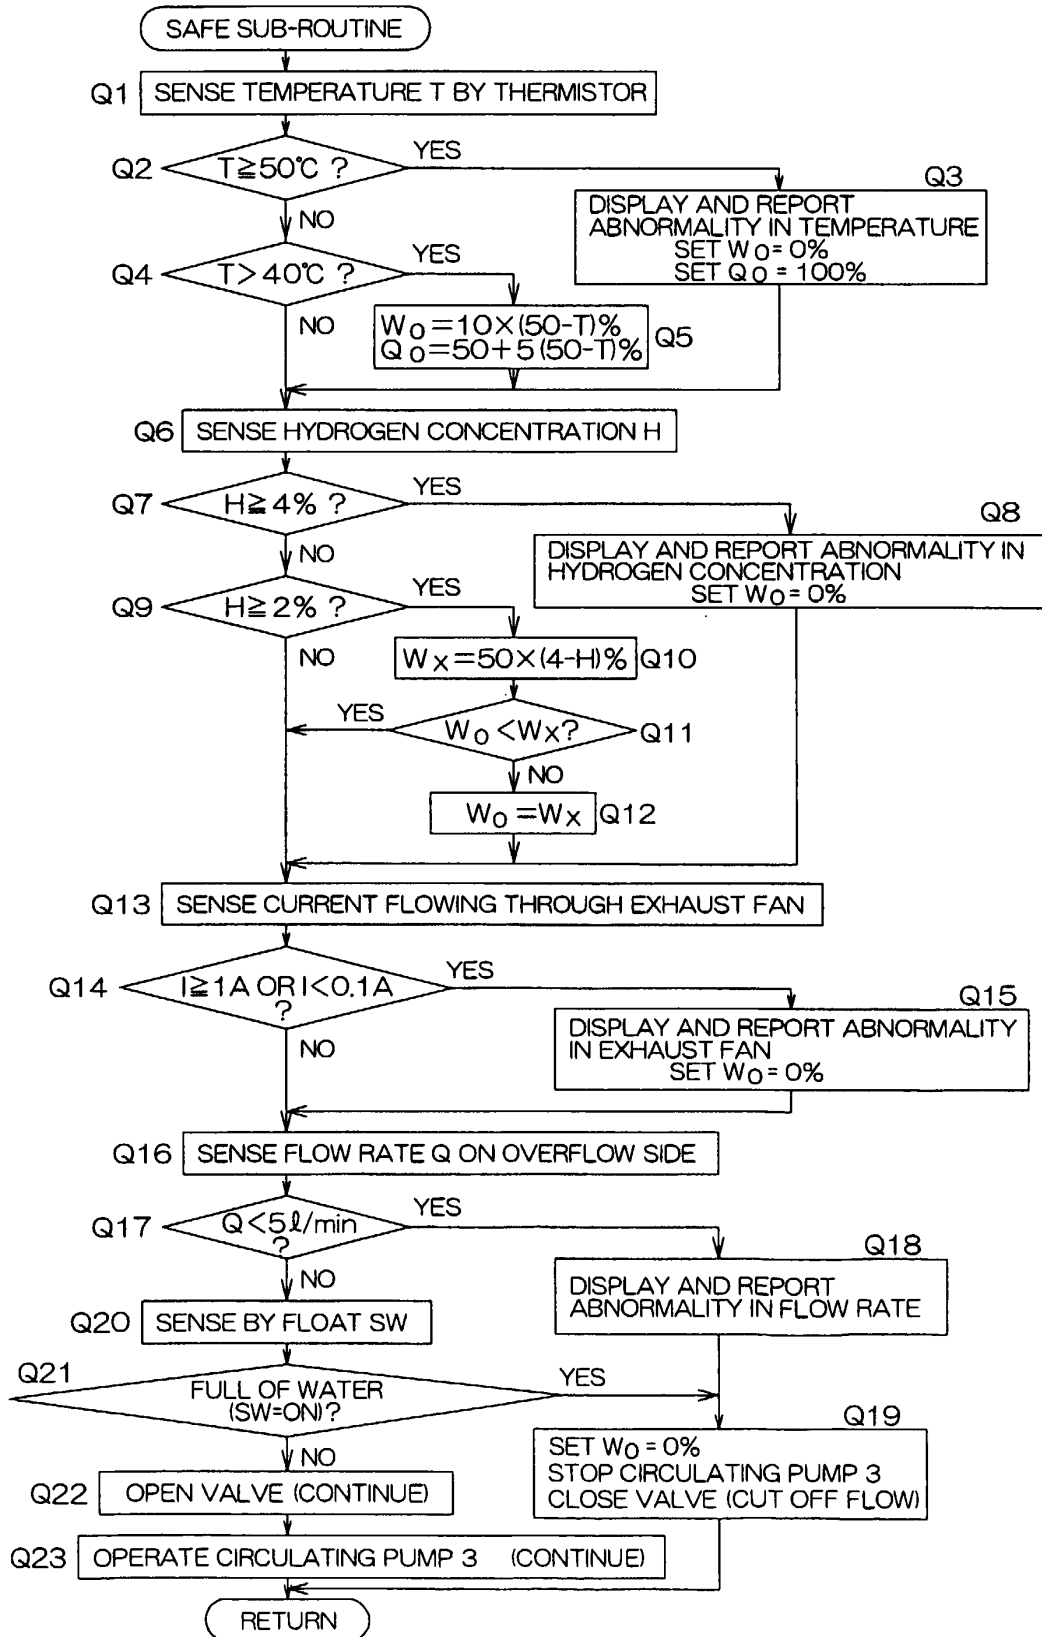 SAFE SUB-ROUTINE
Q1 SENSE TEMPERATURE T BY THERMISTOR
Q2 T≧50℃ ?
YES
NO
Q3
DISPLAY AND REPORT
ABNORMALITY IN TEMPERATURE
SET W0=0%
SET Q0=100%
Q4 T>40℃ ?
YES
NO
W0=10×(50-T)%
Q0=50+5(50-T)%
Q5
Q6 SENSE HYDROGEN CONCENTRATION H
Q7 H≧4% ?
YES
NO
Q8
DISPLAY AND REPORT ABNORMALITY IN
HYDROGEN CONCENTRATION
SET W0=0%
Q9 H≧2% ?
YES
NO
WX=50×(4-H)% Q10
YES
W0<WX? Q11
NO
W0=WX Q12
Q13 SENSE CURRENT FLOWING THROUGH EXHAUST FAN
Q14 I≧1A OR I<0.1A
?
YES
NO
Q15
DISPLAY AND REPORT ABNORMALITY
IN EXHAUST FAN
SET W0=0%
Q16 SENSE FLOW RATE Q ON OVERFLOW SIDE
Q17 Q<5ℓ/min
?
YES
NO
Q18
DISPLAY AND REPORT
ABNORMALITY IN FLOW RATE
Q20 SENSE BY FLOAT SW
Q21
FULL OF WATER
(SW=ON)?
YES
NO
Q19
SET W0=0%
STOP CIRCULATING PUMP 3
CLOSE VALVE (CUT OFF FLOW)
Q22 OPEN VALVE (CONTINUE)
Q23 OPERATE CIRCULATING PUMP 3 (CONTINUE)
RETURN